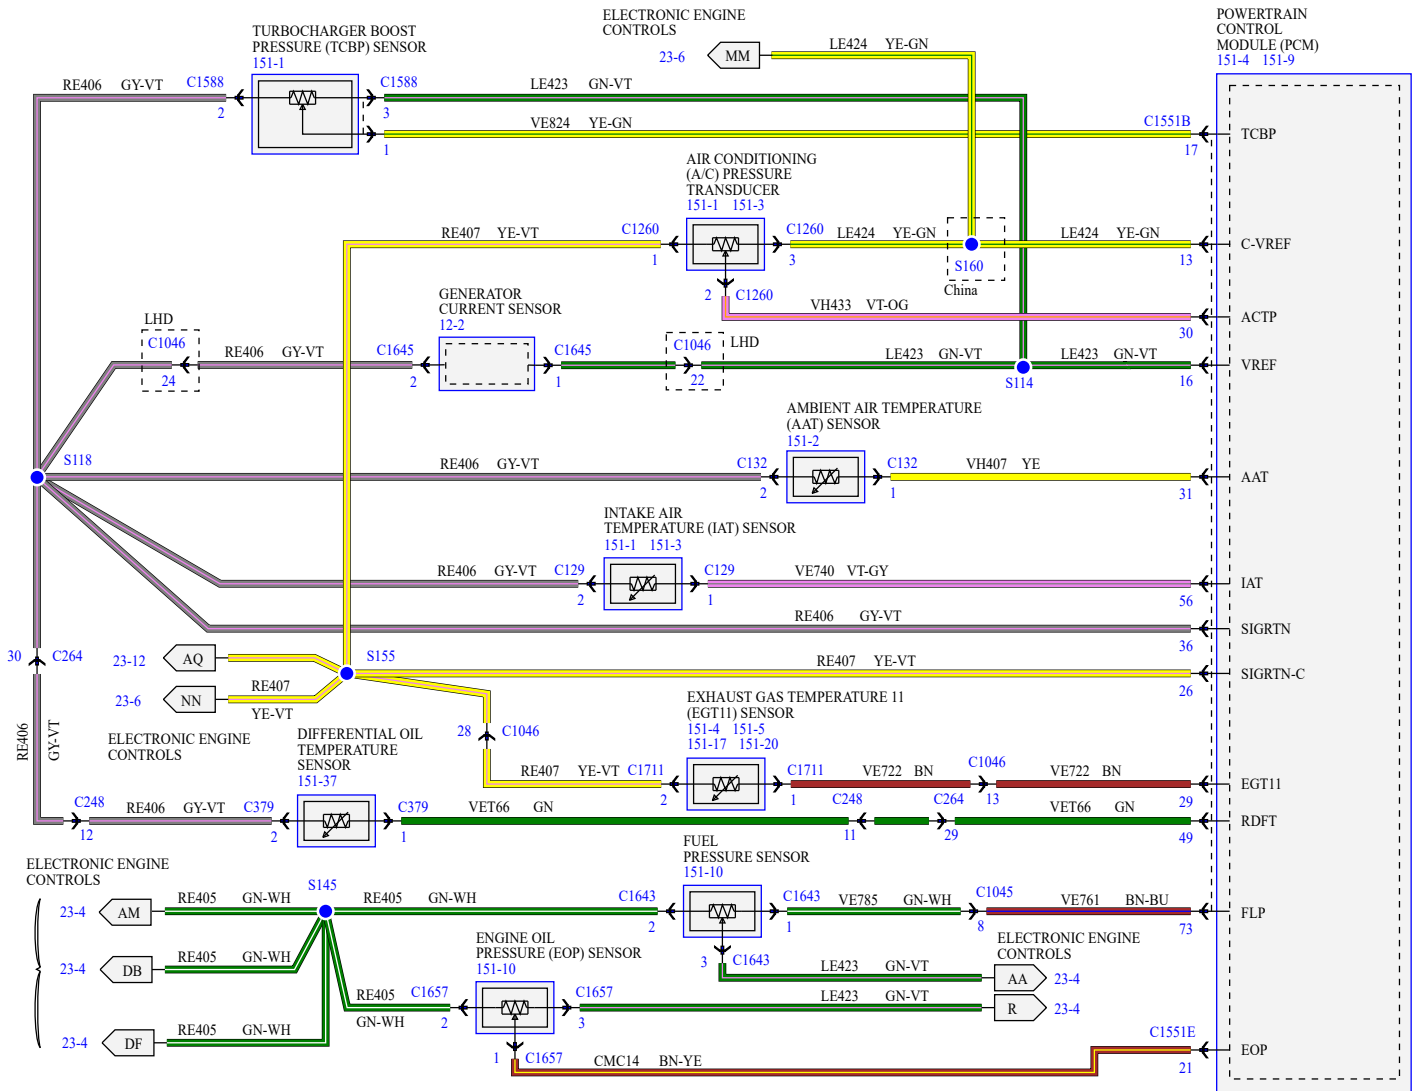 ELECTRONIC ENGINE
CONTROLS
23-6
MM
LE424 YE-GN
POWERTRAIN
CONTROL
MODULE (PCM)
151-4 151-9
TURBOCHARGER BOOST
PRESSURE (TCBP) SENSOR
151-1
RE406 GY-VT
C1588
2
C1588
3
LE423 GN-VT
1
VE824 YE-GN
C1551B
17
TCBP
AIR CONDITIONING
(A/C) PRESSURE
TRANSDUCER
151-1 151-3
RE407 YE-VT
C1260
1
C1260
3
LE424 YE-GN
S160
China
LE424 YE-GN
13
C-VREF
2
C1260
VH433 VT-OG
30
ACTP
GENERATOR
CURRENT SENSOR
12-2
LHD
C1046
24
RE406 GY-VT
C1645
2
C1645
1
C1046
22
LHD
LE423 GN-VT
S114
LE423 GN-VT
16
VREF
AMBIENT AIR TEMPERATURE
(AAT) SENSOR
151-2
S118
RE406 GY-VT
C132
2
C132
1
VH407 YE
31
AAT
INTAKE AIR
TEMPERATURE (IAT) SENSOR
151-1 151-3
RE406 GY-VT
C129
2
C129
1
VE740 VT-GY
56
IAT
RE406 GY-VT
36
SIGRTN
30
C264
23-12
AQ
S155
RE407 YE-VT
26
SIGRTN-C
23-6
NN
RE407
YE-VT
ELECTRONIC ENGINE
CONTROLS
RE406
GY-VT
28
C1046
EXHAUST GAS TEMPERATURE 11
(EGT11) SENSOR
151-4 151-5
151-17 151-20
RE407 YE-VT
C1711
2
C1711
1
VE722 BN
C1046
13
VE722 BN
29
EGT11
DIFFERENTIAL OIL
TEMPERATURE
SENSOR
151-37
C248
12
RE406 GY-VT
C379
2
C379
1
VET66 GN
C248
11
C264
29
VET66 GN
49
RDFT
FUEL
PRESSURE SENSOR
151-10
ELECTRONIC ENGINE
CONTROLS
23-4
AM
RE405 GN-WH
S145
RE405 GN-WH
C1643
2
C1643
1
VE785 GN-WH
C1045
8
VE761 BN-BU
73
FLP
3
C1643
LE423 GN-VT
ELECTRONIC ENGINE
CONTROLS
AA
23-4
23-4
DB
RE405 GN-WH
ENGINE OIL
PRESSURE (EOP) SENSOR
151-10
RE405
GN-WH
C1657
2
C1657
3
LE423 GN-VT
R
23-4
23-4
DF
RE405 GN-WH
1
C1657
CMC14 BN-YE
C1551E
21
EOP